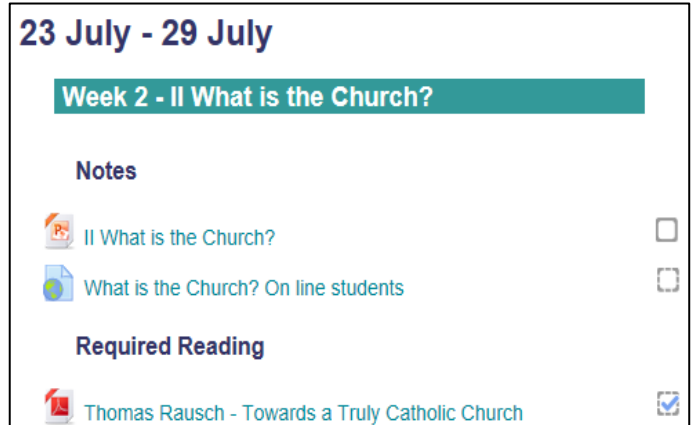 23 July - 29 July
Week 2 - II What is the Church?
Notes
II What is the Church?
What is the Church? On line students
Required Reading
Thomas Rausch - Towards a Truly Catholic Church